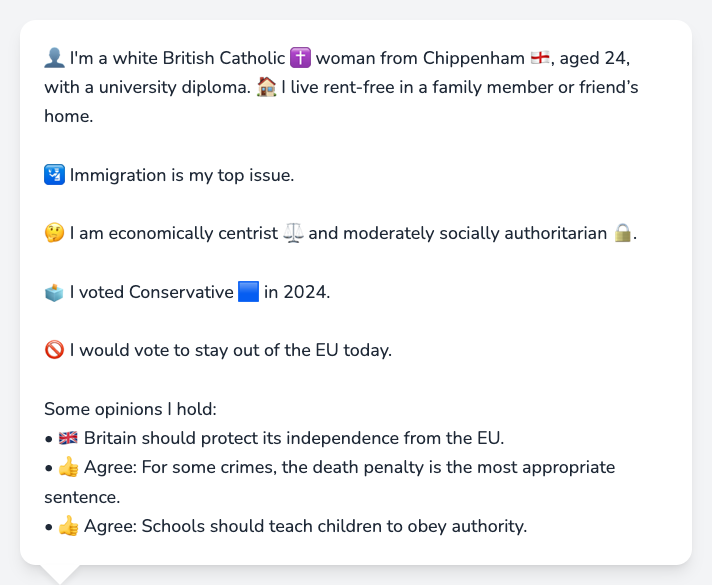 👤 I'm a white British Catholic ✝️ woman from Chippenham 🏴󠁧󠁢󠁥󠁮󠁧󠁿, aged 24,
with a university diploma. 🏠 I live rent-free in a family member or friend’s
home.
🛂 Immigration is my top issue.
🤔 I am economically centrist ⚖️ and moderately socially authoritarian 🔒.
🗳️ I voted Conservative 🟦 in 2024.
🚫 I would vote to stay out of the EU today.
Some opinions I hold:
• 🇬🇧 Britain should protect its independence from the EU.
• 👍 Agree: For some crimes, the death penalty is the most appropriate
sentence.
• 👍 Agree: Schools should teach children to obey authority.